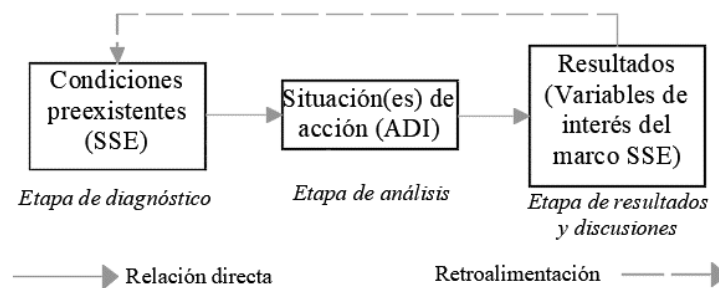 Condiciones
preexistentes
(SSE)
Etapa de diagnóstico
Situación(es) de
acción (ADI)
Etapa de análisis
Resultados
(Variables de
interés del
marco SSE)
Etapa de resultados
y discusiones
Relación directa
Retroalimentación